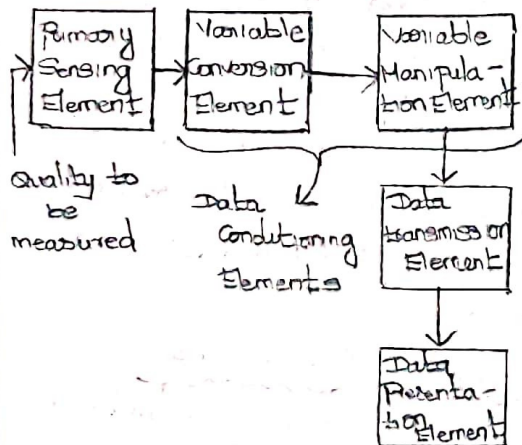 Primary
Sensing
Element
Variable
Conversion
Element
Variable
Manipula-
tion Element
Quality to
be
measured
Data
Conditioning
Elements
Data
transmission
Element
Data
Presenta-
tion Element